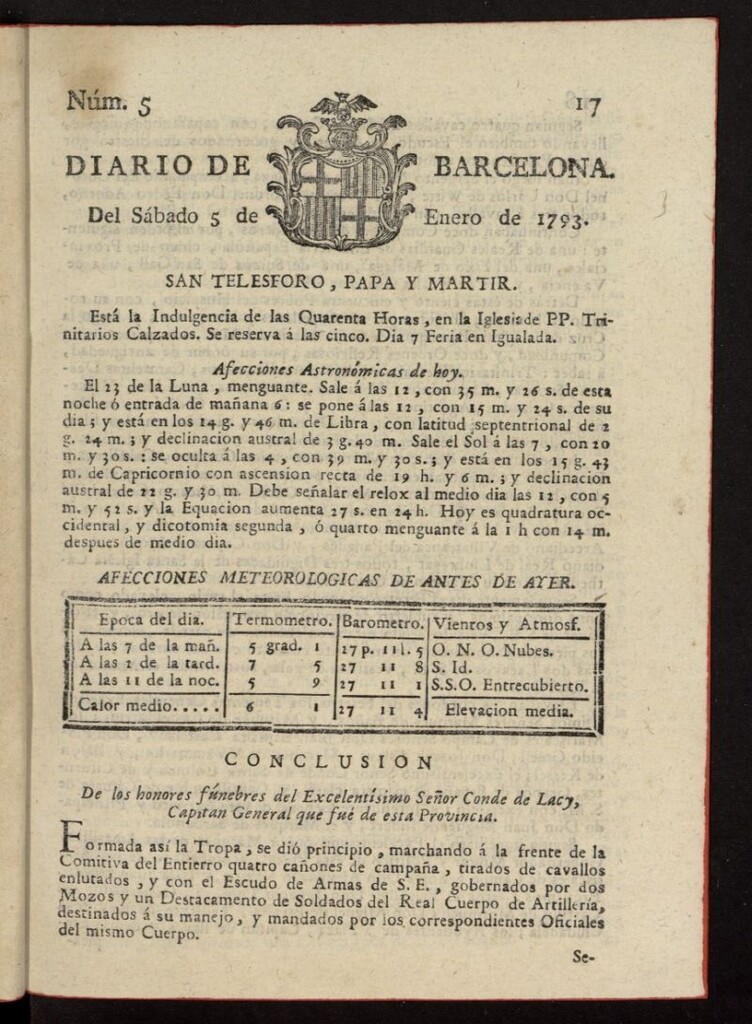 Núm. 5 17
DIARIO DE BARCELONA.
Del Sábado 5 de Enero de 1793.
SAN TELESFORO, PAPA Y MARTIR.
Está la Indulgencia de las Quarenta Horas, en la Iglesia de PP. Tri-
nitarios Calzados. Se reserva á las cinco. Dia 7 Feria en Igualada.
Afecciones Astronómicas de hoy.
El 23 de la Luna, menguante. Sale á las 12, con 35 m. y 26 s. de esta
noche ó entrada de mañana 6: se pone á las 12, con 15 m. y 24 s. de su
dia; y está en los 14 g. y 46 m. de Libra, con latitud septentrional de 2
g. 24 m.; y declinacion austral de 3 g. 40 m. Sale el Sol á las 7, con 20
m. y 30 s.: se oculta á las 4, con 39 m. y 30 s.; y está en los 15 g. 43
m. de Capricornio con ascension recta de 19 h. y 6 m.; y declinacion
austral de 22 g. y 30 m. Debe señalar el relox al medio dia las 12, con 5
m. y 52 s. y la Equacion aumenta 27 s. en 24 h. Hoy es quadratura oc-
cidental, y dicotomia segunda, ó quarto menguante á la 1 h con 14 m.
despues de medio dia.
AFECCIONES METEOROLOGICAS DE ANTES DE AYER.
Epoca del dia. Termometro. Barometro. Vientos y Atmosf.
A las 7 de la mañ. 5 grad. 1 27 p. 11 l. 5 O. N. O. Nubes.
A las 2 de la tard. 7 5 27 11 8 S. Id.
A las 11 de la noc. 5 9 27 11 1 S.S.O. Entrecubierto.
Calor medio..... 6 1 27 11 4 Elevacion media.
CONCLUSION
De los honores fúnebres del Excelentísimo Señor Conde de Lacy,
Capitan General que fué de esta Provincia.
Formada así la Tropa, se dió principio, marchando á la frente de la
Comitiva del Entierro quatro cañones de campaña, tirados de cavallos
enlutados, y con el Escudo de Armas de S. E., gobernados por dos
Mozos y un Destacamento de Soldados del Real Cuerpo de Artillería,
destinados á su manejo, y mandados por los correspondientes Oficiales
del mismo Cuerpo.
Se-